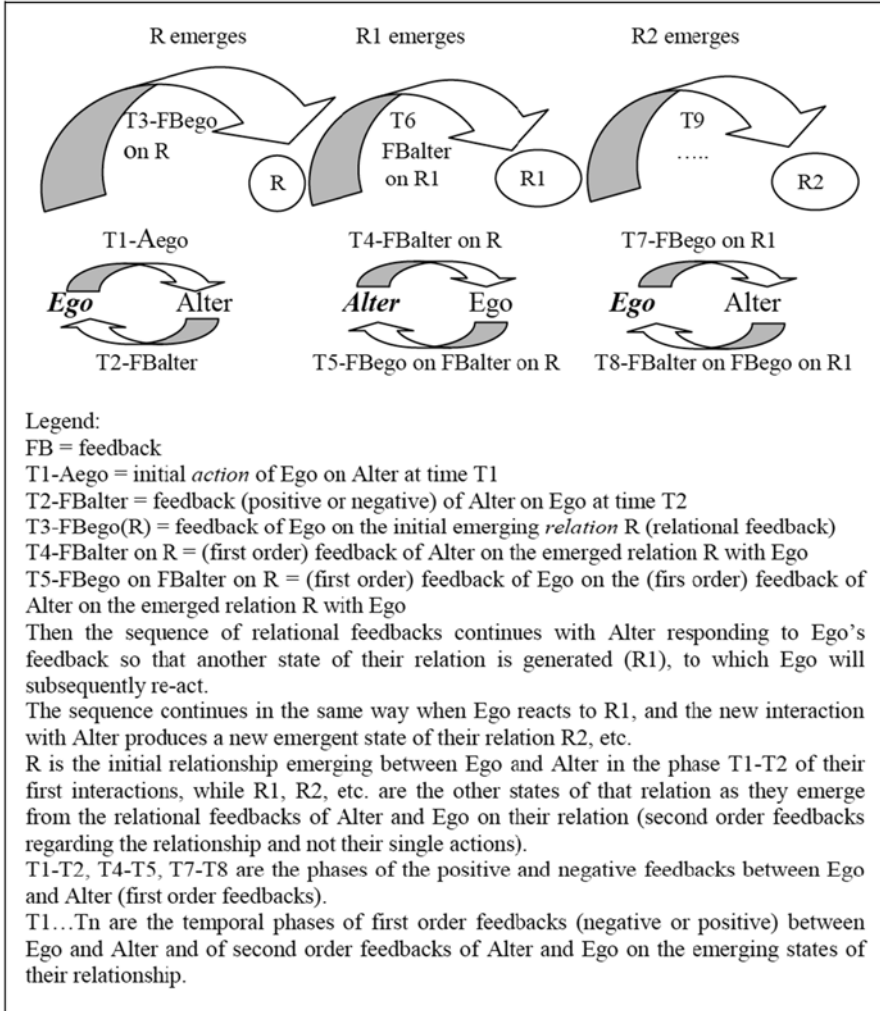 R emerges
R1 emerges
R2 emerges
T3-FBego
on R
R
T6
FBalter
on R1
R1
T9
…..
R2
T1-Aego
Ego
Alter
T2-FBalter
T4-FBalter on R
Alter
Ego
T5-FBego on FBalter on R
T7-FBego on R1
Ego
Alter
T8-FBalter on FBego on R1
Legend:
FB = feedback
T1-Aego = initial action of Ego on Alter at time T1
T2-FBalter = feedback (positive or negative) of Alter on Ego at time T2
T3-FBego(R) = feedback of Ego on the initial emerging relation R (relational feedback)
T4-FBalter on R = (first order) feedback of Alter on the emerged relation R with Ego
T5-FBego on FBalter on R = (first order) feedback of Ego on the (firs order) feedback of
Alter on the emerged relation R with Ego
Then the sequence of relational feedbacks continues with Alter responding to Ego's
feedback so that another state of their relation is generated (R1), to which Ego will
subsequently re-act.
The sequence continues in the same way when Ego reacts to R1, and the new interaction
with Alter produces a new emergent state of their relation R2, etc.
R is the initial relationship emerging between Ego and Alter in the phase T1-T2 of their
first interactions, while R1, R2, etc. are the other states of that relation as they emerge
from the relational feedbacks of Alter and Ego on their relation (second order feedbacks
regarding the relationship and not their single actions).
T1-T2, T4-T5, T7-T8 are the phases of the positive and negative feedbacks between Ego
and Alter (first order feedbacks).
T1…Tn are the temporal phases of first order feedbacks (negative or positive) between
Ego and Alter and of second order feedbacks of Alter and Ego on the emerging states of
their relationship.